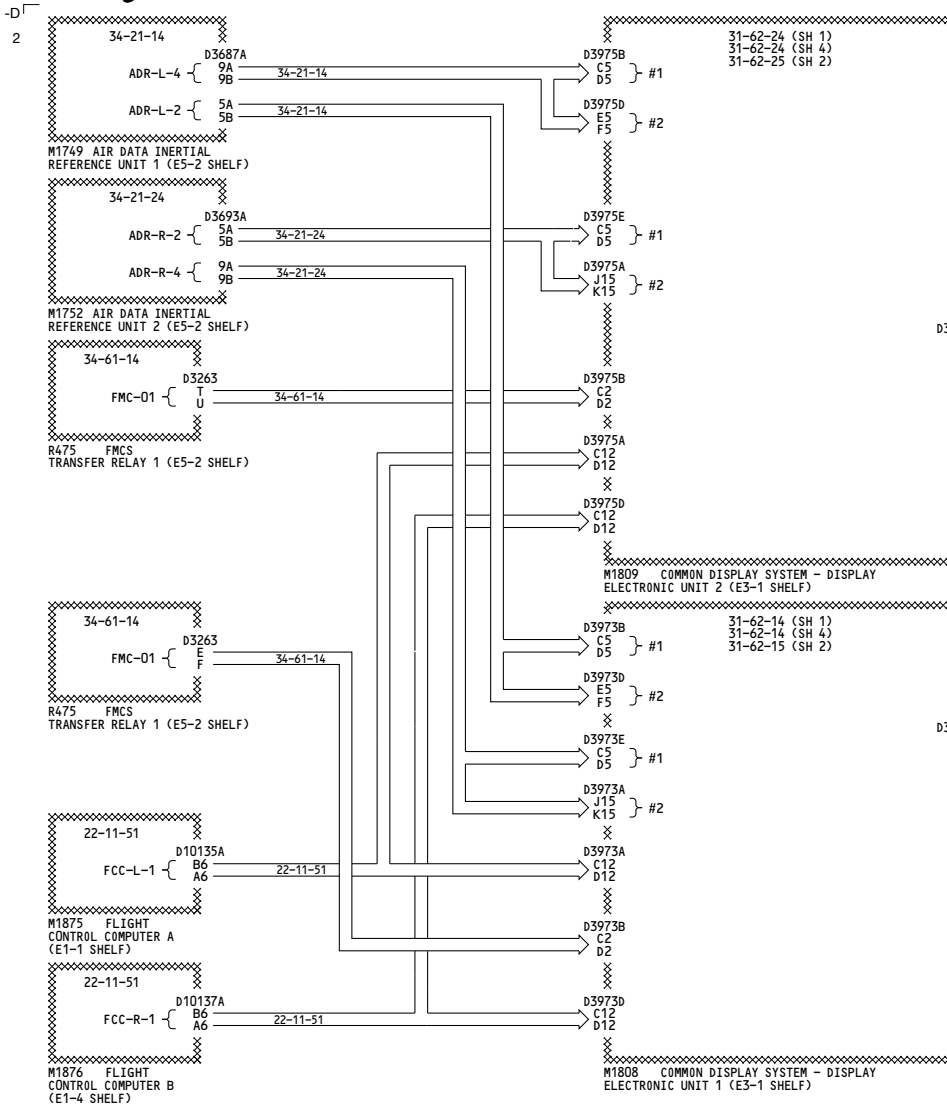 -D
2
34-21-14
D3687A
ADR-L-4 { 9A
9B
34-21-14
ADR-L-2 { 5A
5B
34-21-14
M1749 AIR DATA INERTIAL
REFERENCE UNIT 1 (E5-2 SHELF)
34-21-24
D3693A
ADR-R-2 { 5A
5B
34-21-24
ADR-R-4 { 9A
9B
34-21-24
M1752 AIR DATA INERTIAL
REFERENCE UNIT 2 (E5-2 SHELF)
34-61-14
D3263
FMC-01 { T
U
34-61-14
R475 FMCS
TRANSFER RELAY 1 (E5-2 SHELF)
34-61-14
D3263
FMC-01 { E
F
34-61-14
R475 FMCS
TRANSFER RELAY 1 (E5-2 SHELF)
22-11-51
D10135A
FCC-L-1 { B6
A6
22-11-51
M1875 FLIGHT
CONTROL COMPUTER A
(E1-1 SHELF)
22-11-51
D10137A
FCC-R-1 { B6
A6
22-11-51
M1876 FLIGHT
CONTROL COMPUTER B
(E1-4 SHELF)
31-62-24 (SH 1)
31-62-24 (SH 4)
31-62-25 (SH 2)
D3975B
C5
D5 } #1
D3975D
E5
F5 } #2
D3975E
C5
D5 } #1
D3975A
J15
K15 } #2
D3
D3975B
C2
D2
D3975A
C12
D12
D3975D
C12
D12
M1809 COMMON DISPLAY SYSTEM - DISPLAY
ELECTRONIC UNIT 2 (E3-1 SHELF)
31-62-14 (SH 1)
31-62-14 (SH 4)
31-62-15 (SH 2)
D3973B
C5
D5 } #1
D3973D
E5
F5 } #2
D3
D3973E
C5
D5 } #1
D3973A
J15
K15 } #2
D3973A
C12
D12
D3973B
C2
D2
D3973D
C12
D12
M1808 COMMON DISPLAY SYSTEM - DISPLAY
ELECTRONIC UNIT 1 (E3-1 SHELF)